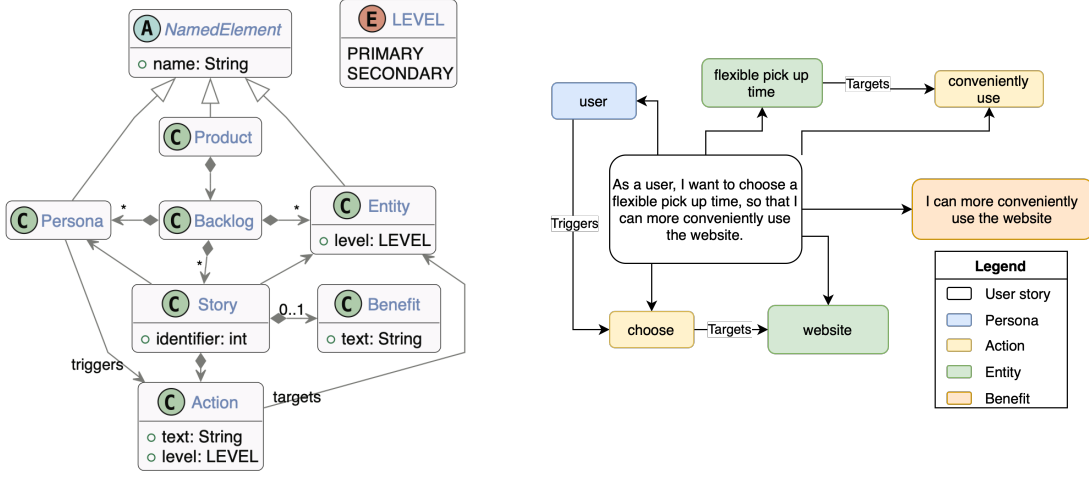 A NamedElement
name: String
E LEVEL
PRIMARY
SECONDARY
C Product
C Persona
*
C Backlog
*
C Entity
level: LEVEL
*
C Story
identifier: int
0..1
C Benefit
text: String
triggers
targets
C Action
text: String
level: LEVEL
user
flexible pick up
time
Targets
conveniently
use
As a user, I want to choose a
flexible pick up time, so that I
can more conveniently use
the website.
I can more conveniently
use the website
Triggers
choose
Targets
website
Legend
User story
Persona
Action
Entity
Benefit